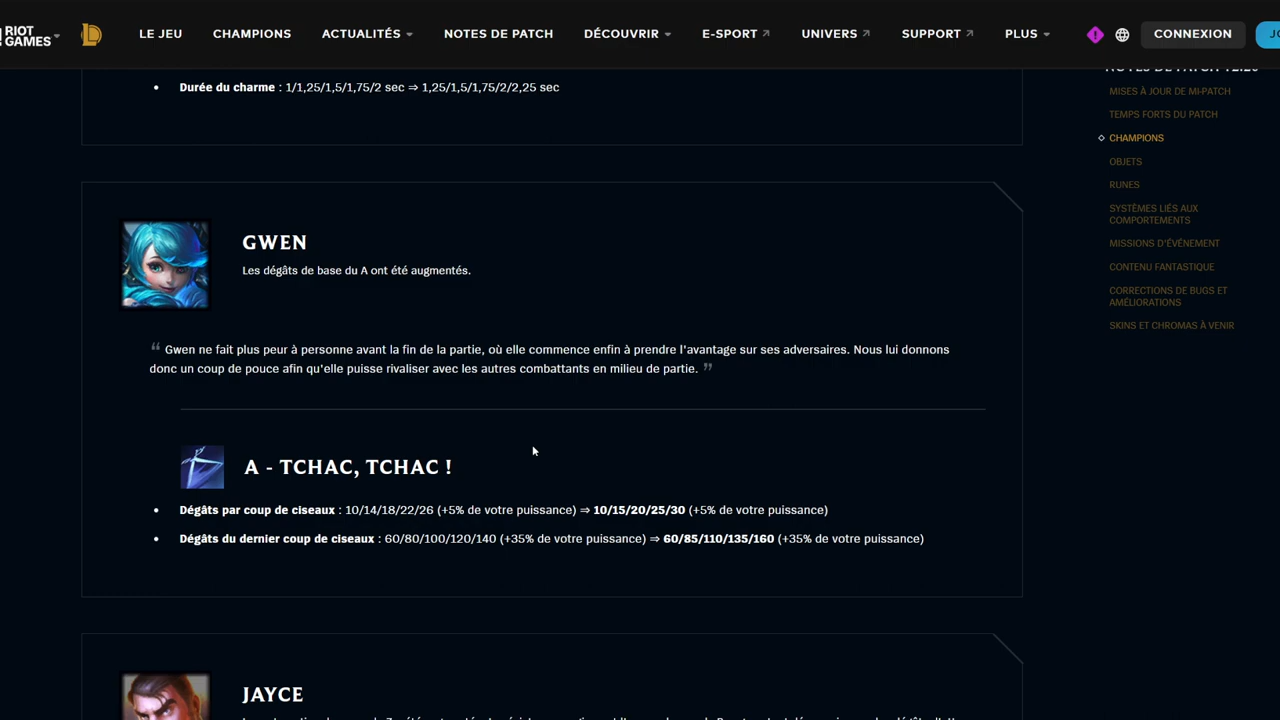 RIOT GAMES LE JEU CHAMPIONS ACTUALITÉS NOTES DE PATCH DÉCOUVRIR E-SPORT UNIVERS SUPPORT PLUS CONNEXION
Durée du charme : 1/1,25/1,5/1,75/2 sec ⇒ 1,25/1,5/1,75/2/2,25 sec
GWEN
Les dégâts de base du A ont été augmentés.
“ Gwen ne fait plus peur à personne avant la fin de la partie, où elle commence enfin à prendre l'avantage sur ses adversaires. Nous lui donnons
donc un coup de pouce afin qu'elle puisse rivaliser avec les autres combattants en milieu de partie. ”
A - TCHAC, TCHAC !
Dégâts par coup de ciseaux : 10/14/18/22/26 (+5% de votre puissance) ⇒ 10/15/20/25/30 (+5% de votre puissance)
Dégâts du dernier coup de ciseaux : 60/80/100/120/140 (+35% de votre puissance) ⇒ 60/85/110/135/160 (+35% de votre puissance)
JAYCE
MISES À JOUR DE MI-PATCH
TEMPS FORTS DU PATCH
CHAMPIONS
OBJETS
RUNES
SYSTÈMES LIÉS AUX
COMPORTEMENTS
MISSIONS D'ÉVÉNEMENT
CONTENU FANTASTIQUE
CORRECTIONS DE BUGS ET
AMÉLIORATIONS
SKINS ET CHROMAS À VENIR